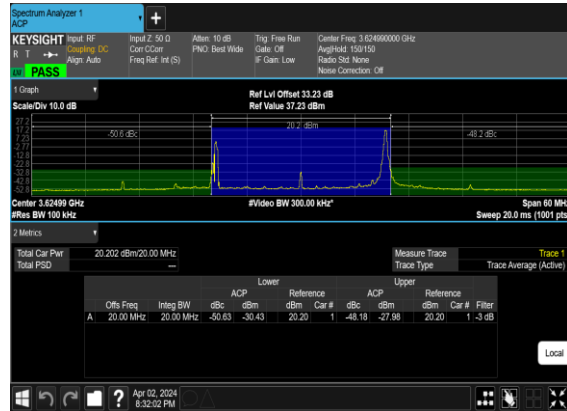 Spectrum Analyzer 1
ACP
KEYSIGHT Input: RF Input Z: 50 Ω Atten: 10 dB Trig: Free Run Center Freq: 3.624990000 GHz
R T Coupling: DC Corr CCorr PNO: Best Wide Gate: Off Avg|Hold: 150/150
Align: Auto Freq Ref: Int (S) IF Gain: Low Radio Std: None
PASS Noise Correction: Off
1 Graph
Ref Lvl Offset 33.23 dB
Scale/Div 10.0 dB Ref Value 37.23 dBm
27.2
17.2 -50.6 dBc 20.2 dBm -48.2 dBc
7.23
-2.77
-12.8
-22.8
-32.8
-42.8
-52.8
Center 3.62499 GHz #Video BW 300.00 kHz* Span 60 MHz
#Res BW 100 kHz Sweep 20.0 ms (1001 pts)
2 Metrics
Total Car Pwr 20.202 dBm/20.00 MHz Measure Trace Trace 1
Total PSD --- Trace Type Trace Average (Active)
Lower Upper
ACP Reference ACP Reference
Offs Freq Integ BW dBc dBm dBm Car # dBc dBm dBm Car # Filter
A 20.00 MHz 20.00 MHz -50.63 -30.43 20.20 1 -48.18 -27.98 20.20 1 -3 dB
Local
? Apr 02, 2024
8:32:02 PM